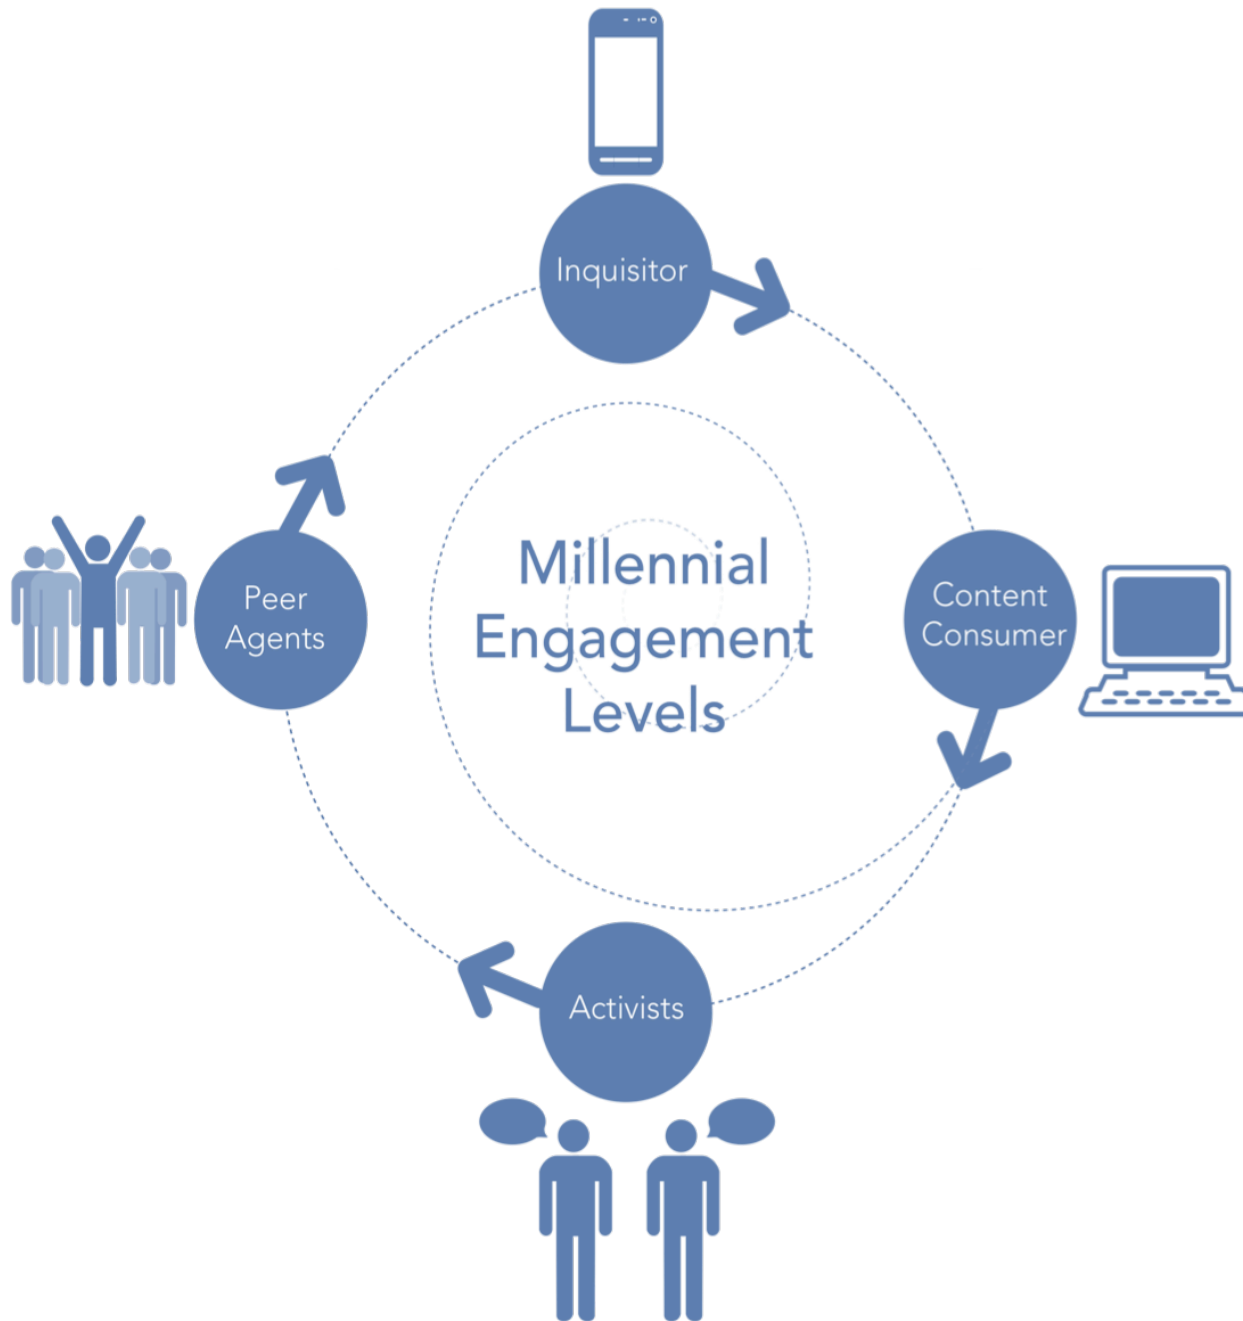 Inquisitor
Millennial
Engagement
Levels
Content
Consumer
Activists
Peer
Agents